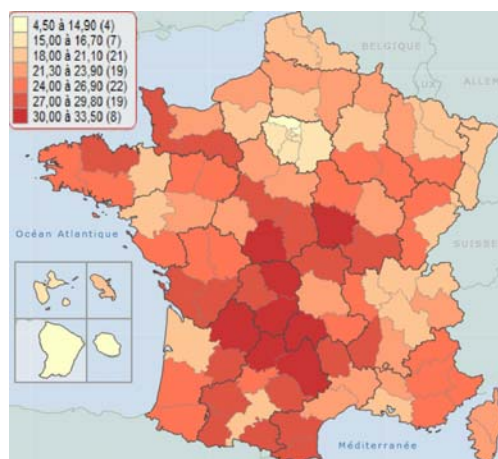 4,50 à 14,90 (4)
15,00 à 16,70 (7)
18,00 à 21,10 (21)
21,30 à 23,90 (19)
24,00 à 26,90 (22)
27,00 à 29,80 (19)
30,00 à 33,50 (8)
BELGIQUE
LUX
ALLEM
Océan Atlantique
SUISSE
Méditerranée